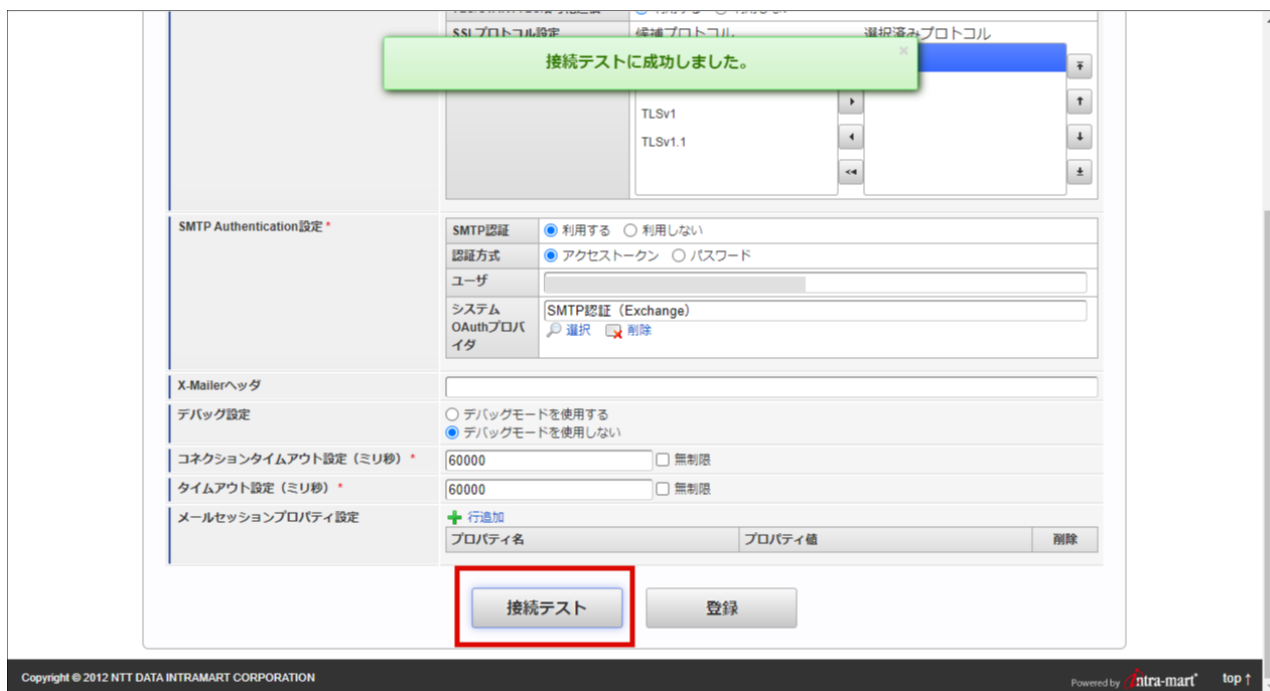 SSLプロトコル設定
候補プロトコル
選択済みプロトコル
接続テストに成功しました。
×
TLSv1
TLSv1.1
SMTP Authentication設定 *
SMTP認証
利用する
利用しない
認証方式
アクセストークン
パスワード
ユーザ
システム
OAuthプロバ
イダ
SMTP認証（Exchange）
選択
削除
X-Mailerヘッダ
デバッグ設定
デバッグモードを使用する
デバッグモードを使用しない
コネクションタイムアウト設定（ミリ秒） *
60000
無制限
タイムアウト設定（ミリ秒） *
60000
無制限
メールセッションプロパティ設定
行追加
プロパティ名
プロパティ値
削除
接続テスト
登録
Copyright © 2012 NTT DATA INTRAMART CORPORATION
Powered by intra-mart
top ↑